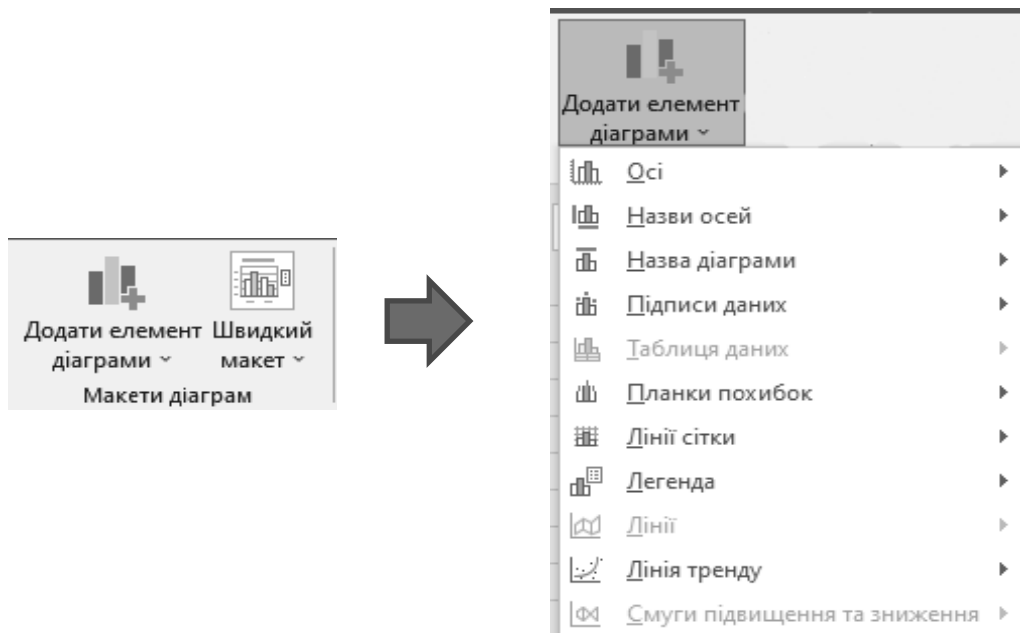 Додати елемент
діаграми
Швидкий
макет
Макети діаграм
Додати елемент
діаграми
Осі
Назви осей
Назва діаграми
Підписи даних
Таблиця даних
Планки похибок
Лінії сітки
Легенда
Лінії
Лінія тренду
Смуги підвищення та зниження